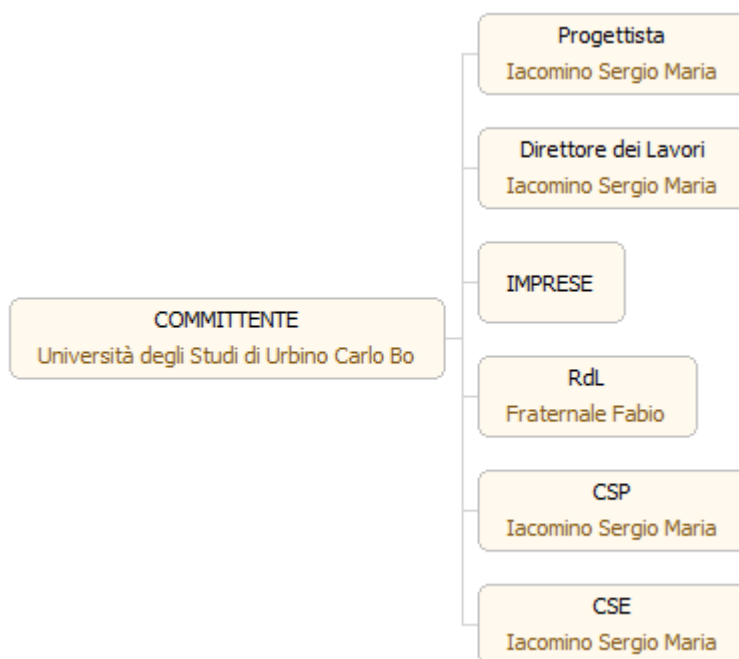 Progettista
Iacomino Sergio Maria
Direttore dei Lavori
Iacomino Sergio Maria
IMPRESE
COMMITTENTE
Università degli Studi di Urbino Carlo Bo
RdL
Fraternale Fabio
CSP
Iacomino Sergio Maria
CSE
Iacomino Sergio Maria